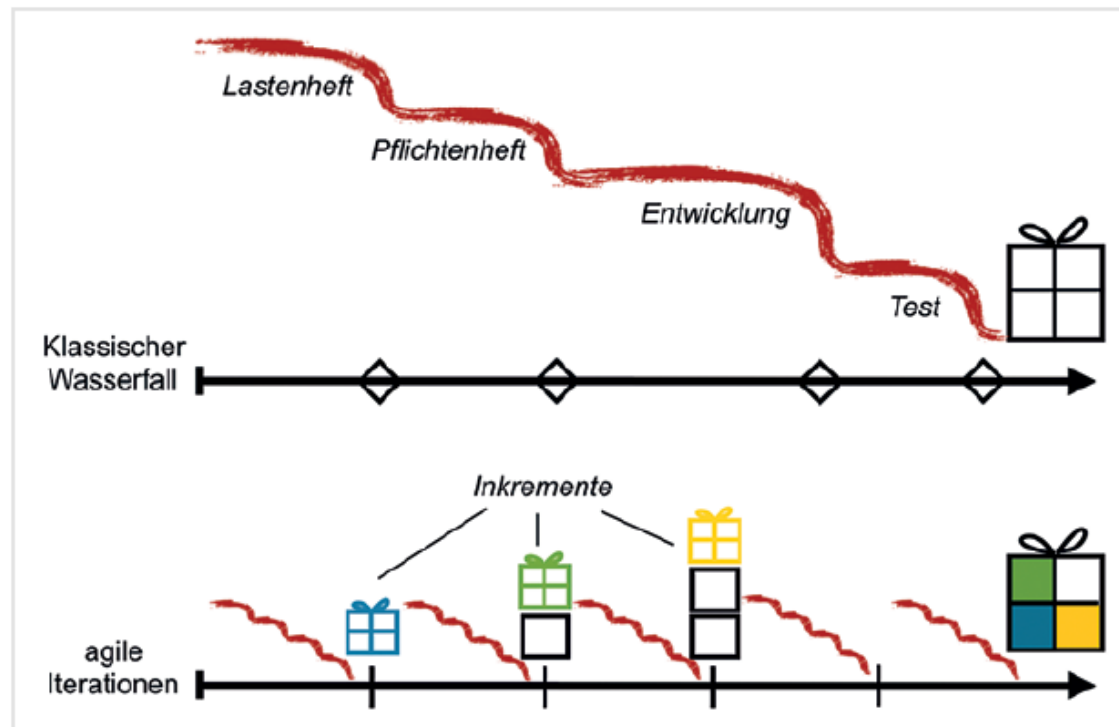 Lastenheft
Pflichtenheft
Entwicklung
Test
Klassischer
Wasserfall
Inkremente
agile
Iterationen